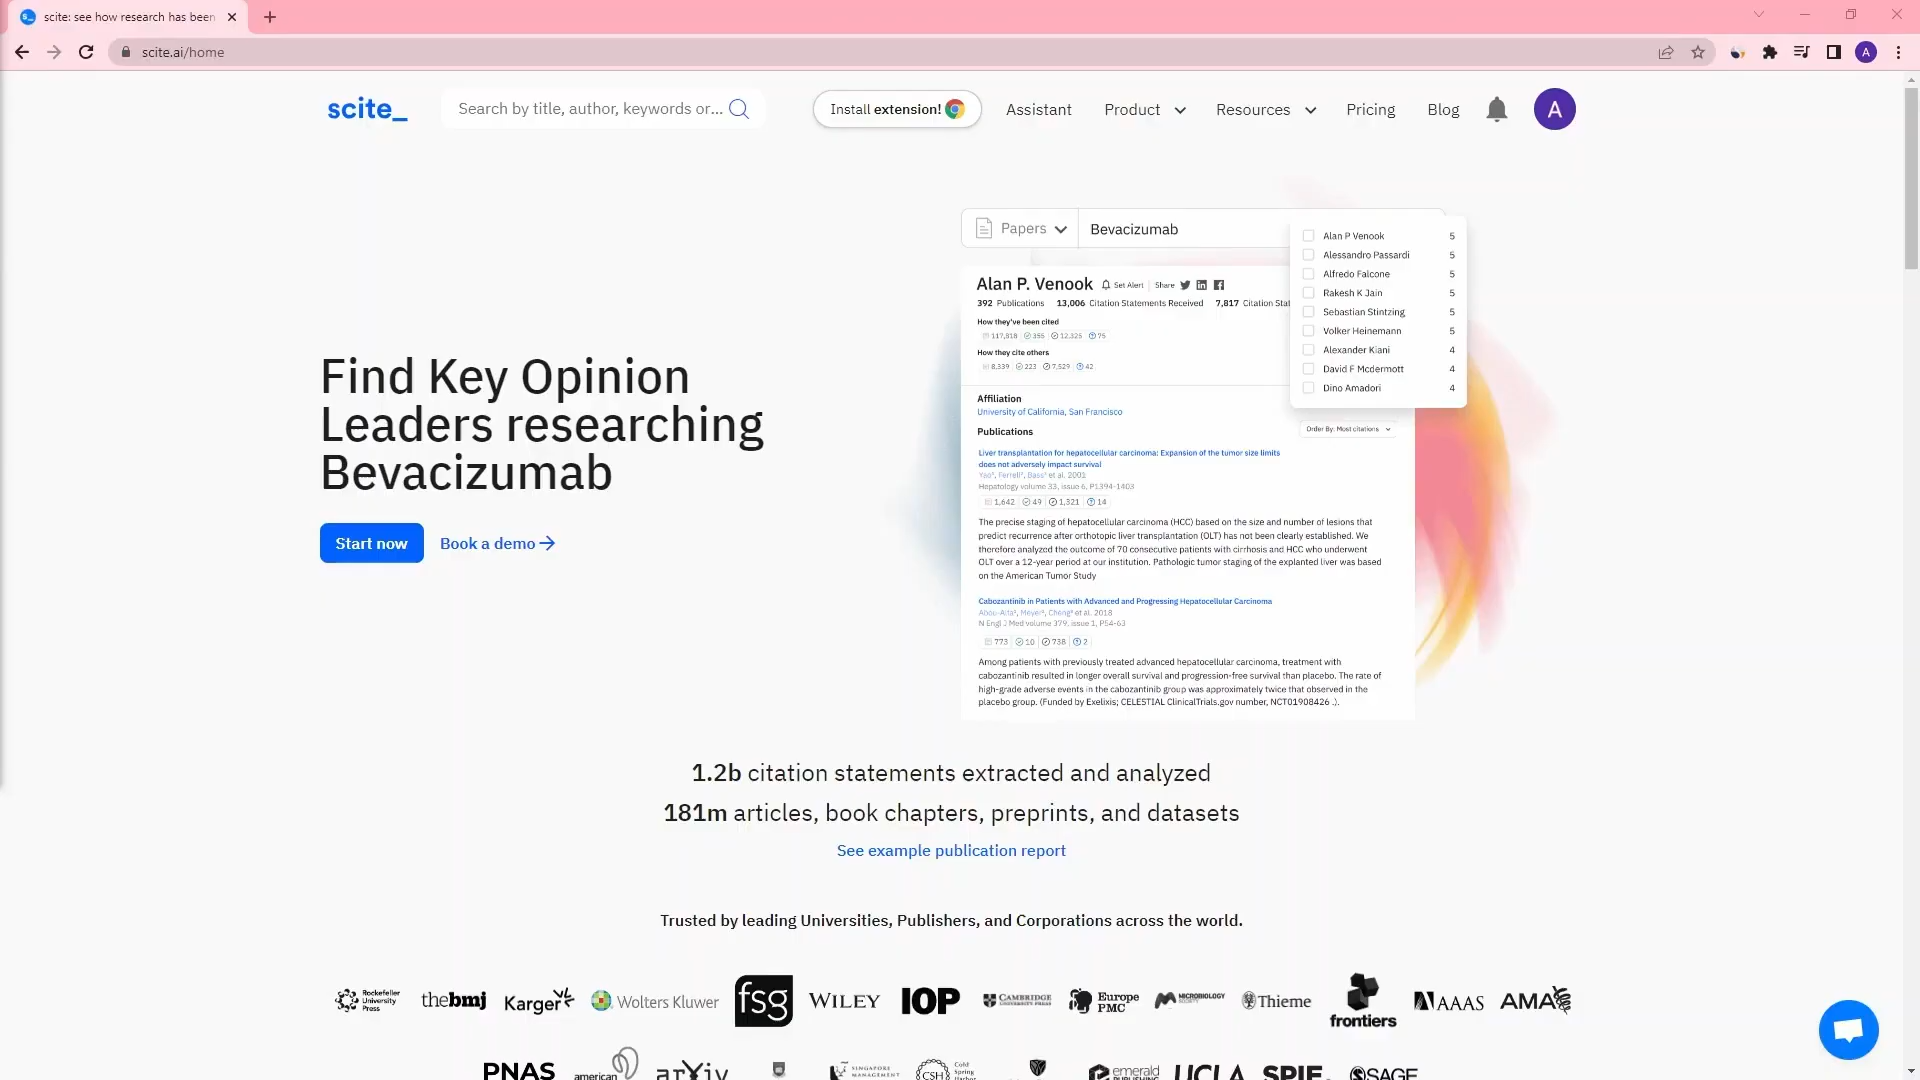 scite: see how research has been
scite.ai/home
A
scite_
Search by title, author, keywords or...
Install extension!
Assistant
Product
Resources
Pricing
Blog
A
Find Key Opinion
Leaders researching
Bevacizumab
Start now
Book a demo
Papers
Bevacizumab
Alan P Venook 5
Alessandro Passardi 5
Alfredo Falcone 5
Rakesh K Jain 5
Sebastian Stintzing 5
Volker Heinemann 5
Alexander Kiani 4
David F Mcdermott 4
Dino Amadori 4
Alan P. Venook Set Alert Share
392 Publications 13,006 Citation Statements Received 7,817 Citation Stat
How they've been cited
117,818 355 12,325 75
How they cite others
8,339 223 7,529 42
Affiliation
University of California, San Francisco
Publications
Order By: Most citations
Liver transplantation for hepatocellular carcinoma: Expansion of the tumor size limits
does not adversely impact survival
Yao, Ferrell, Bass et al. 2001
Hepatology volume 33, issue 6, P1394-1403
1,642 49 1,321 14
The precise staging of hepatocellular carcinoma (HCC) based on the size and number of lesions that
predict recurrence after orthotopic liver transplantation (OLT) has not been clearly established. We
therefore analyzed the outcome of 70 consecutive patients with cirrhosis and HCC who underwent
OLT over a 12-year period at our institution. Pathologic tumor staging of the explanted liver was based
on the American Tumor Study
Cabozantinib in Patients with Advanced and Progressing Hepatocellular Carcinoma
Abou-Alfa, Meyer, Cheng et al. 2018
N Engl J Med volume 379, issue 1, P54-63
773 10 738 2
Among patients with previously treated advanced hepatocellular carcinoma, treatment with
cabozantinib resulted in longer overall survival and progression-free survival than placebo. The rate of
high-grade adverse events in the cabozantinib group was approximately twice that observed in the
placebo group. (Funded by Exelixis; CELESTIAL ClinicalTrials.gov number, NCT01908426 .).
1.2b citation statements extracted and analyzed
181m articles, book chapters, preprints, and datasets
See example publication report
Trusted by leading Universities, Publishers, and Corporations across the world.
Rockefeller
University
Press
thebmj
Karger
Wolters Kluwer
fsg
WILEY
IOP
CAMBRIDGE
UNIVERSITY PRESS
Europe
PMC
MICROBIOLOGY
SOCIETY
Thieme
frontiers
AAAS
AMA
PNAS
american
arXiv
SINGAPORE
MANAGEMENT
CSH
Cold
Spring
Harbor
emerald
PUBLISHING
UCLA
SPIE.
SAGE